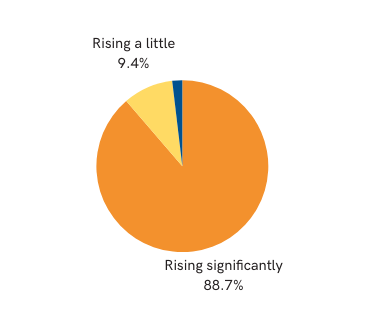 Rising a little
9.4%
Rising significantly
88.7%